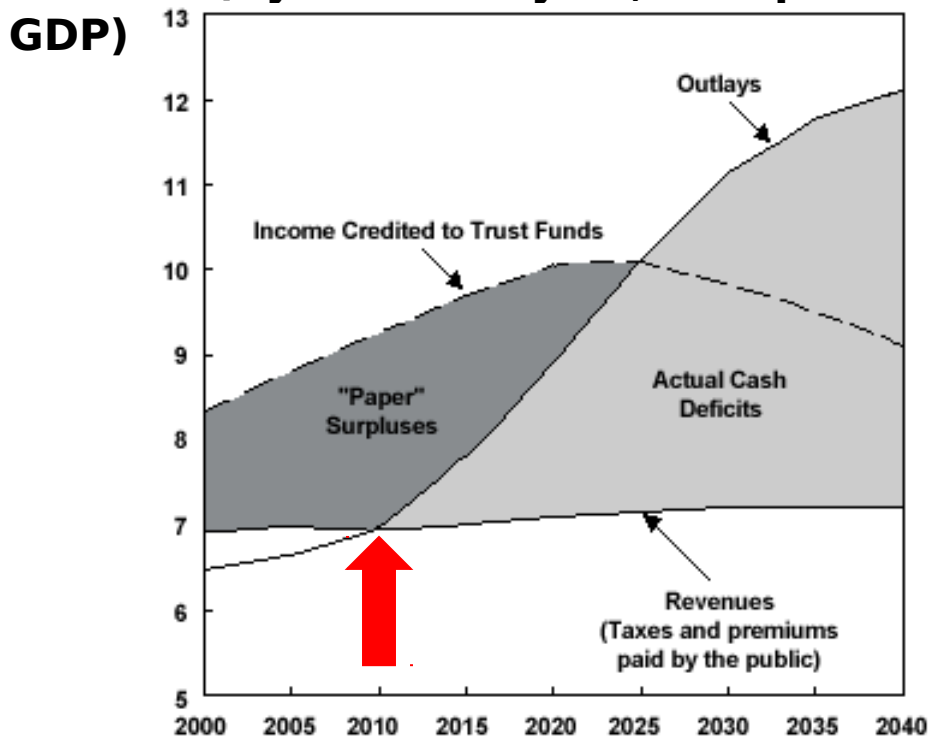 GDP)
13
12
11
10
9
8
7
6
5
Outlays
Income Credited to Trust Funds
"Paper"
Surpluses
Actual Cash
Deficits
Revenues
(Taxes and premiums
paid by the public)
2000 2005 2010 2015 2020 2025 2030 2035 2040